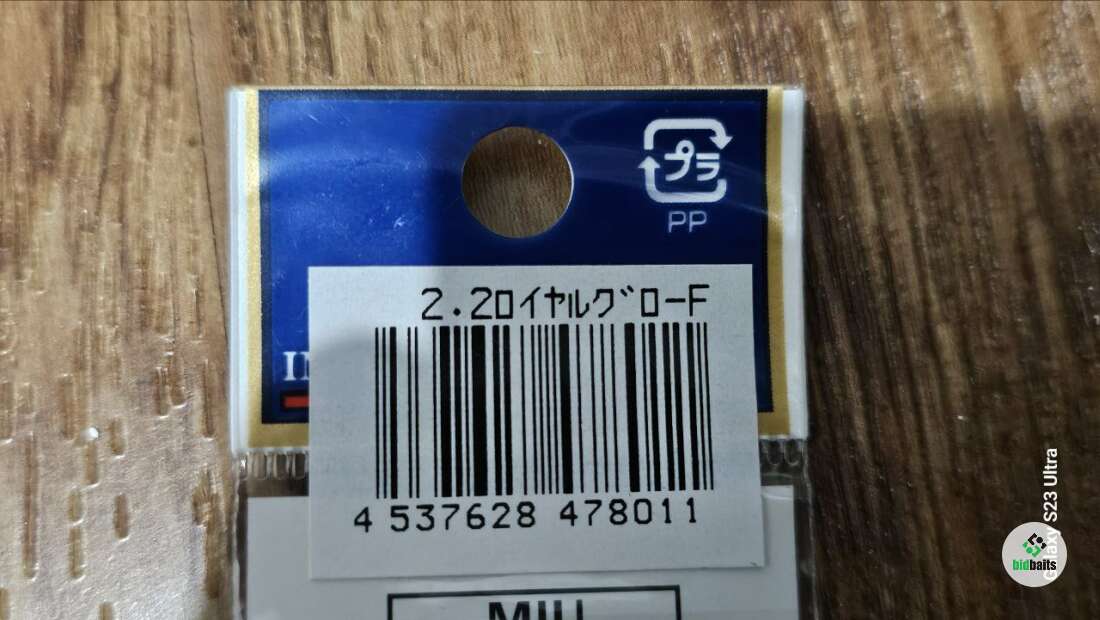 プラ
PP
2.2ロイヤルグローF
4 537628 478011
Galaxy S23 Ultra
bidbaits